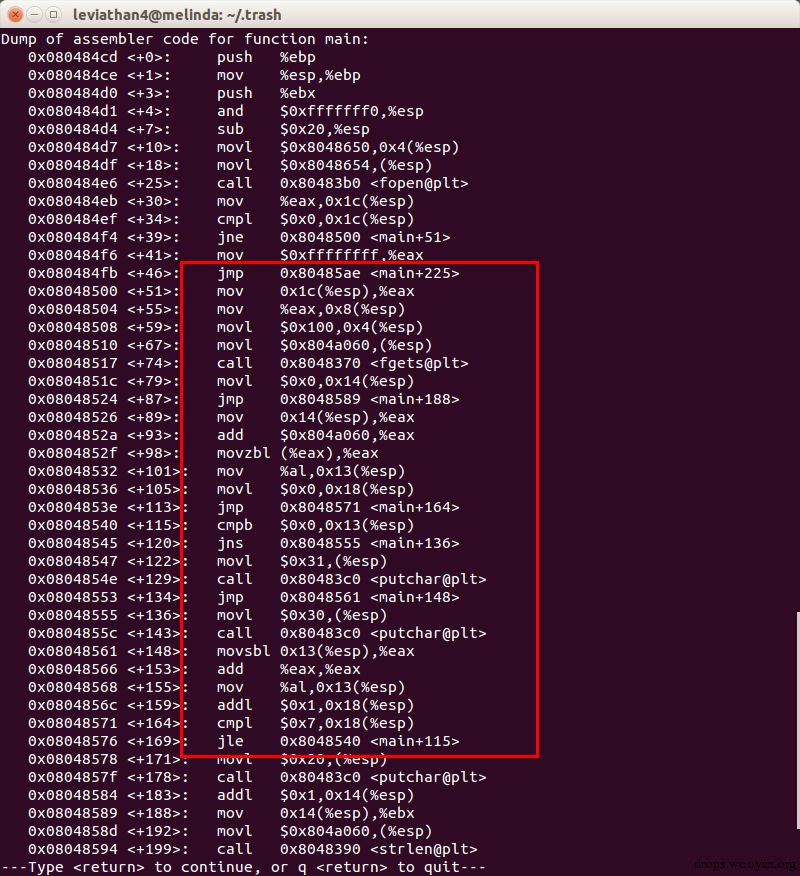 leviathan4@melinda: ~/.trash
Dump of assembler code for function main:
   0x080484cd <+0>:     push   %ebp
   0x080484ce <+1>:     mov    %esp,%ebp
   0x080484d0 <+3>:     push   %ebx
   0x080484d1 <+4>:     and    $0xfffffff0,%esp
   0x080484d4 <+7>:     sub    $0x20,%esp
   0x080484d7 <+10>:    movl   $0x8048650,0x4(%esp)
   0x080484df <+18>:    movl   $0x8048654,(%esp)
   0x080484e6 <+25>:    call   0x80483b0 <fopen@plt>
   0x080484eb <+30>:    mov    %eax,0x1c(%esp)
   0x080484ef <+34>:    cmpl   $0x0,0x1c(%esp)
   0x080484f4 <+39>:    jne    0x8048500 <main+51>
   0x080484f6 <+41>:    mov    $0xffffffff,%eax
   0x080484fb <+46>:    jmp    0x80485ae <main+225>
   0x08048500 <+51>:    mov    0x1c(%esp),%eax
   0x08048504 <+55>:    mov    %eax,0x8(%esp)
   0x08048508 <+59>:    movl   $0x100,0x4(%esp)
   0x08048510 <+67>:    movl   $0x804a060,(%esp)
   0x08048517 <+74>:    call   0x8048370 <fgets@plt>
   0x0804851c <+79>:    movl   $0x0,0x14(%esp)
   0x08048524 <+87>:    jmp    0x8048589 <main+188>
   0x08048526 <+89>:    mov    0x14(%esp),%eax
   0x0804852a <+93>:    add    $0x804a060,%eax
   0x0804852f <+98>:    movzbl (%eax),%eax
   0x08048532 <+101>:   mov    %al,0x13(%esp)
   0x08048536 <+105>:   movl   $0x0,0x18(%esp)
   0x0804853e <+113>:   jmp    0x8048571 <main+164>
   0x08048540 <+115>:   cmpb   $0x0,0x13(%esp)
   0x08048545 <+120>:   jns    0x8048555 <main+136>
   0x08048547 <+122>:   movl   $0x31,(%esp)
   0x0804854e <+129>:   call   0x80483c0 <putchar@plt>
   0x08048553 <+134>:   jmp    0x8048561 <main+148>
   0x08048555 <+136>:   movl   $0x30,(%esp)
   0x0804855c <+143>:   call   0x80483c0 <putchar@plt>
   0x08048561 <+148>:   movsbl 0x13(%esp),%eax
   0x08048566 <+153>:   add    %eax,%eax
   0x08048568 <+155>:   mov    %al,0x13(%esp)
   0x0804856c <+159>:   addl   $0x1,0x18(%esp)
   0x08048571 <+164>:   cmpl   $0x7,0x18(%esp)
   0x08048576 <+169>:   jle    0x8048540 <main+115>
   0x08048578 <+171>:   movl   $0x20,(%esp)
   0x0804857f <+178>:   call   0x80483c0 <putchar@plt>
   0x08048584 <+183>:   addl   $0x1,0x14(%esp)
   0x08048589 <+188>:   mov    0x14(%esp),%ebx
   0x0804858d <+192>:   movl   $0x804a060,(%esp)
   0x08048594 <+199>:   call   0x8048390 <strlen@plt>
---Type <return> to continue, or q <return> to quit---
drops.wooyun.org